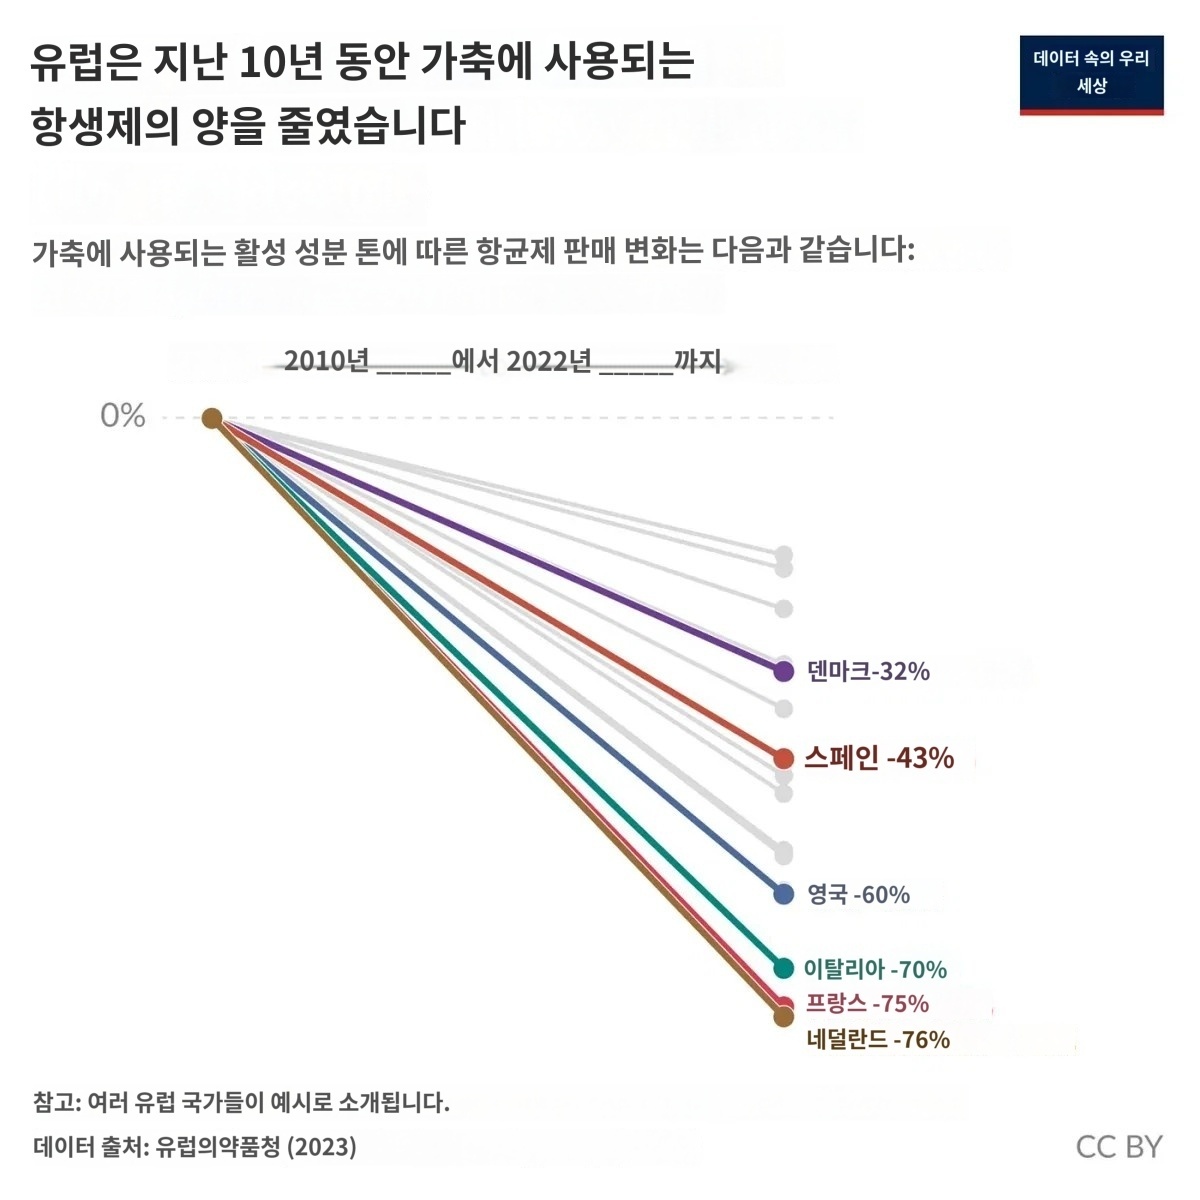 유럽은 지난 10년 동안 가축에 사용되는
항생제의 양을 줄였습니다
데이터 속의 우리
세상
가축에 사용되는 활성 성분 톤에 따른 항균제 판매 변화는 다음과 같습니다:
2010년 _____에서 2022년 _____까지
0%
덴마크-32%
스페인 -43%
영국 -60%
이탈리아 -70%
프랑스 -75%
네덜란드 -76%
참고: 여러 유럽 국가들이 예시로 소개됩니다.
데이터 출처: 유럽의약품청 (2023)
CC BY